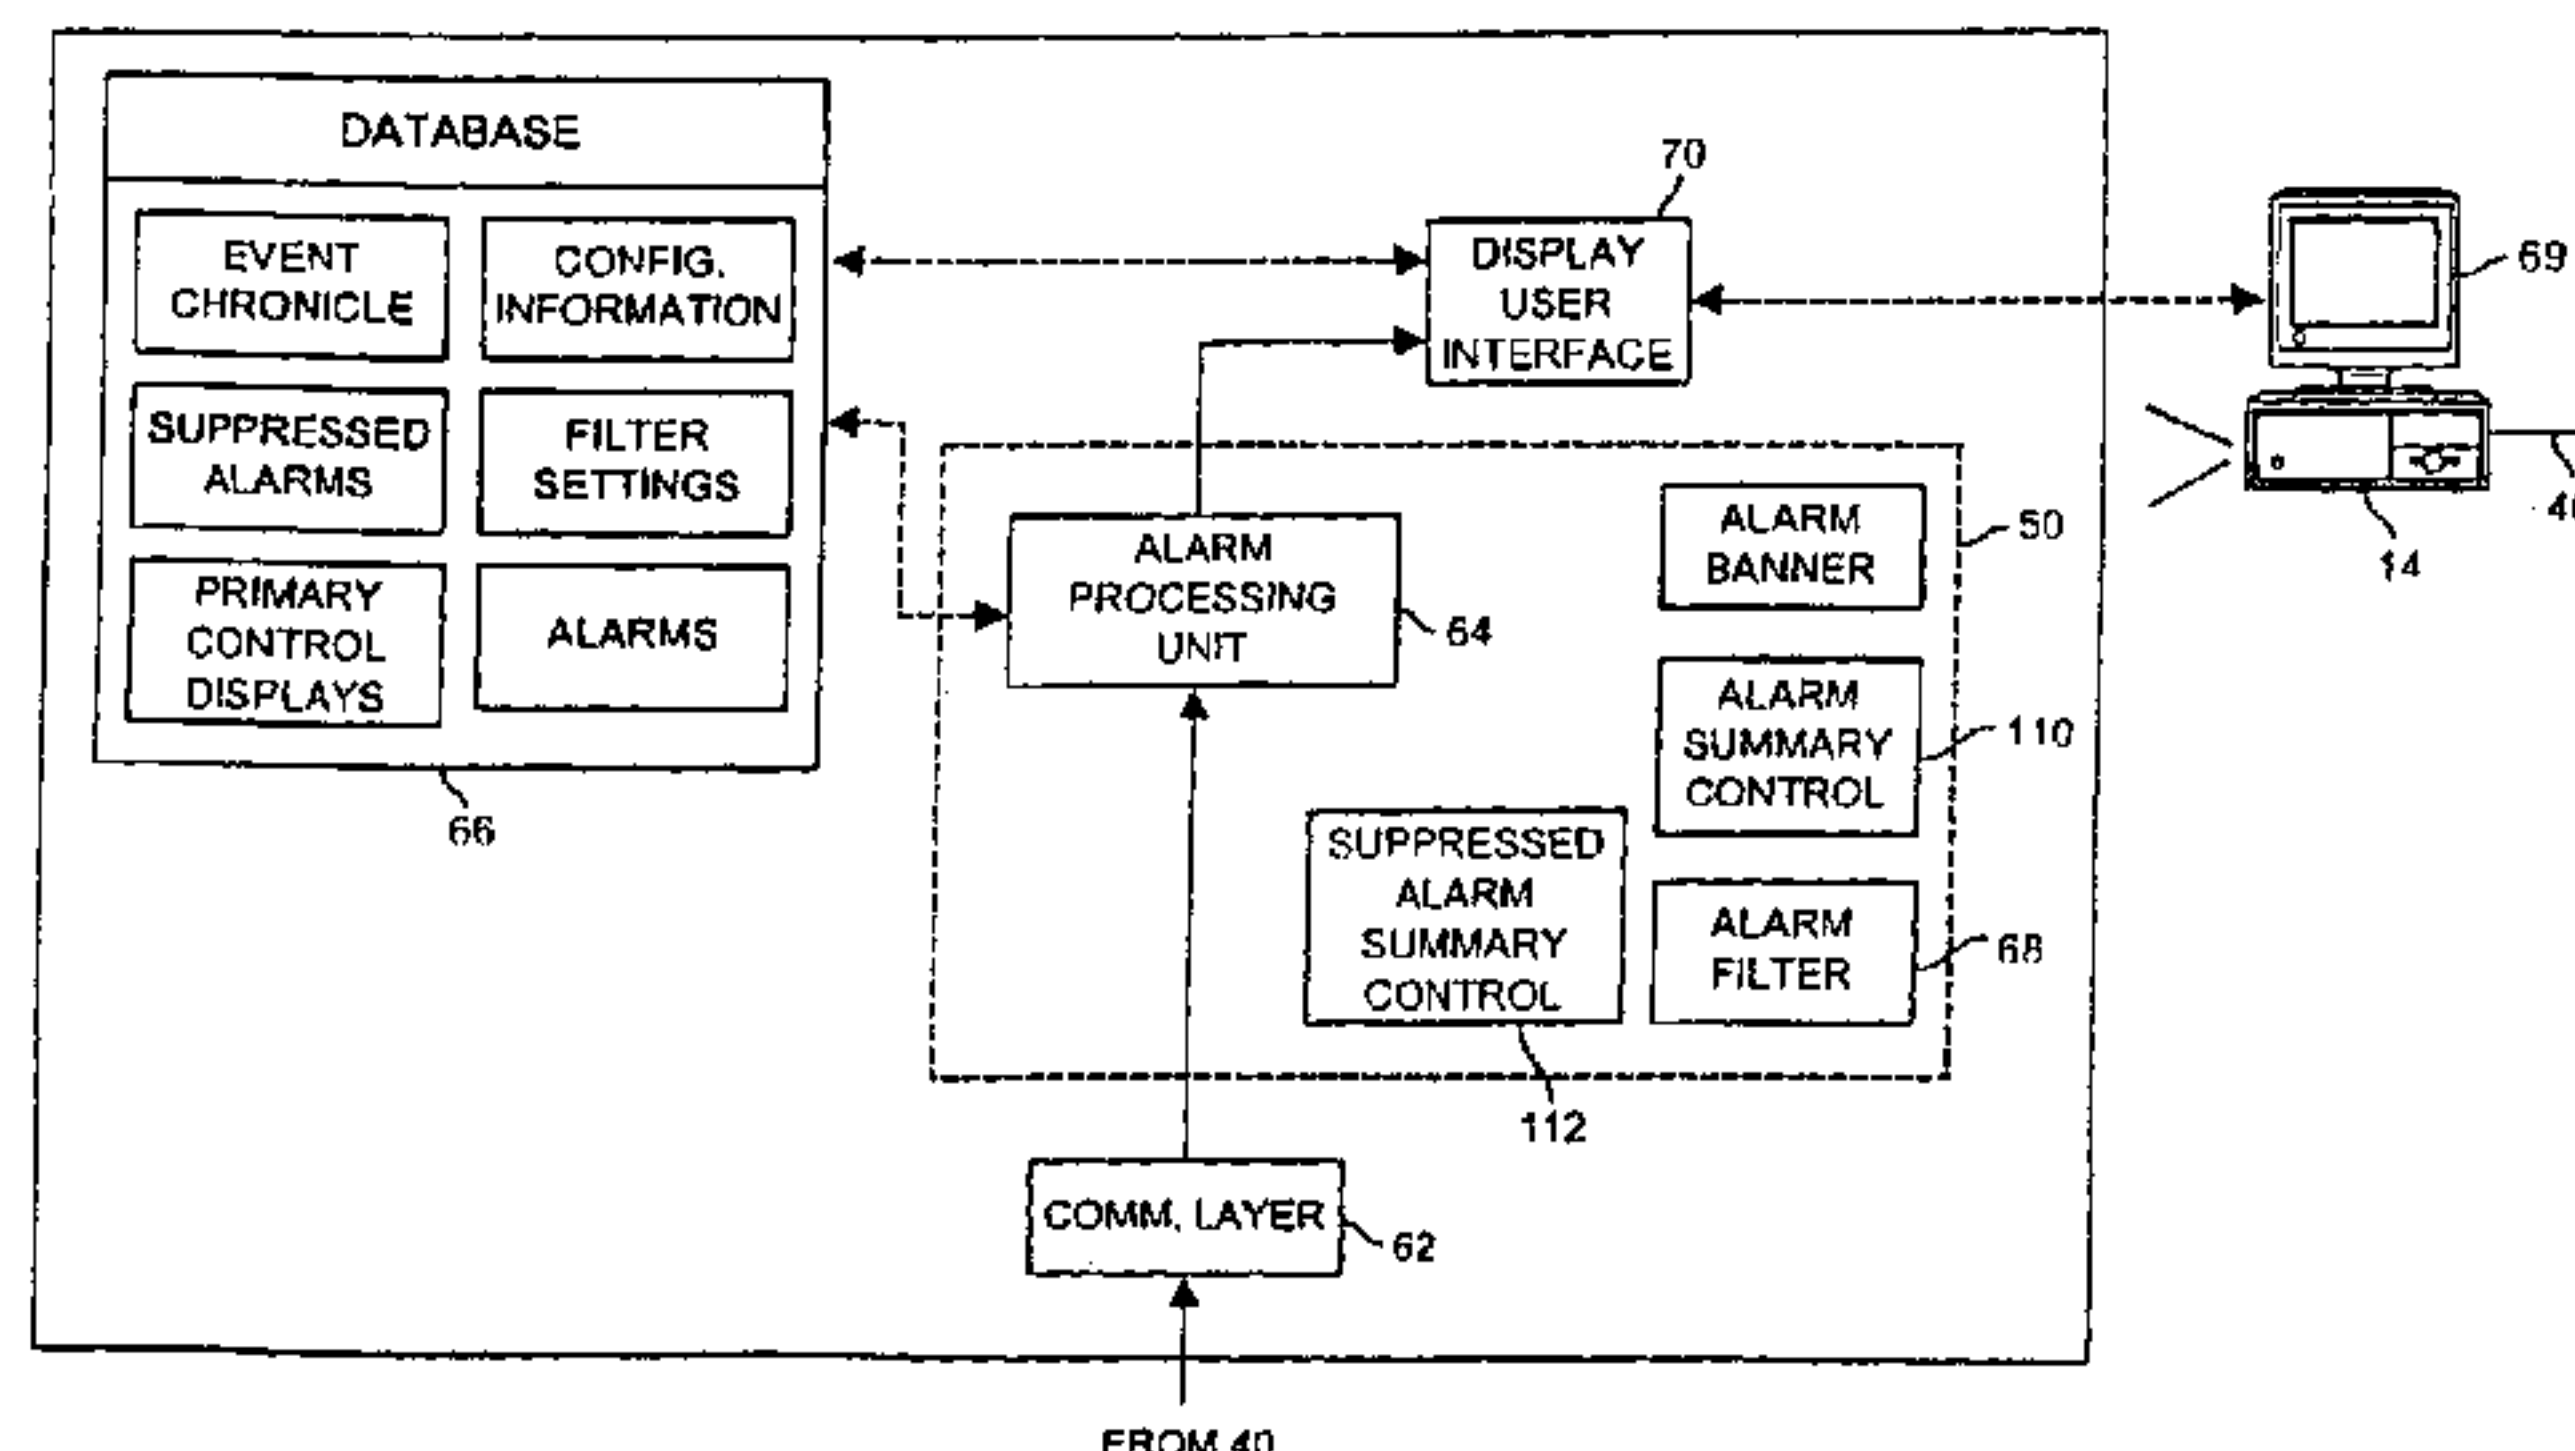 DATABASE
EVENT
CHRONICLE
CONFIG.
INFORMATION
SUPPRESSED
ALARMS
FILTER
SETTINGS
PRIMARY
CONTROL
DISPLAYS
ALARMS
66
70
DISPLAY
USER
INTERFACE
69
14
ALARM
PROCESSING
UNIT
64
ALARM
BANNER
50
ALARM
SUMMARY
CONTROL
110
SUPPRESSED
ALARM
SUMMARY
CONTROL
112
ALARM
FILTER
68
COMM. LAYER
62
FROM 40